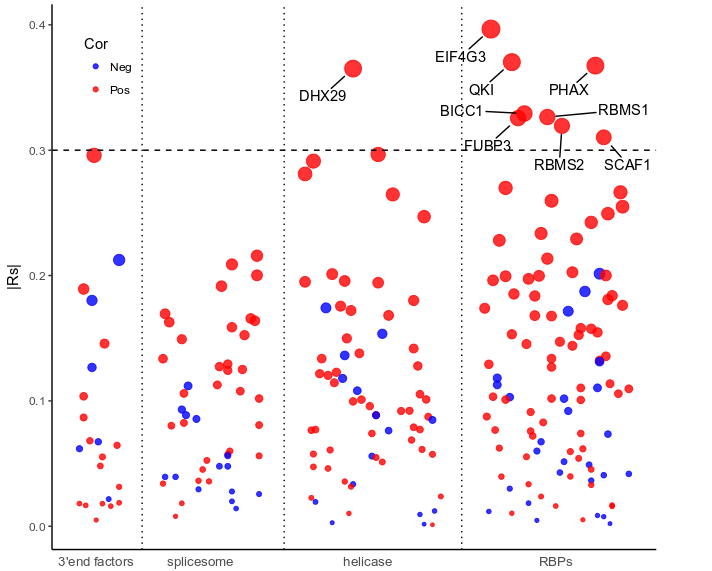 0.4
Cor
Neg
Pos
EIF4G3
QKI
PHAX
DHX29
BICC1
RBMS1
FUBP3
0.3
RBMS2
SCAF1
|Rs|
0.2
0.1
0.0
3'end factors
splicesome
helicase
RBPs